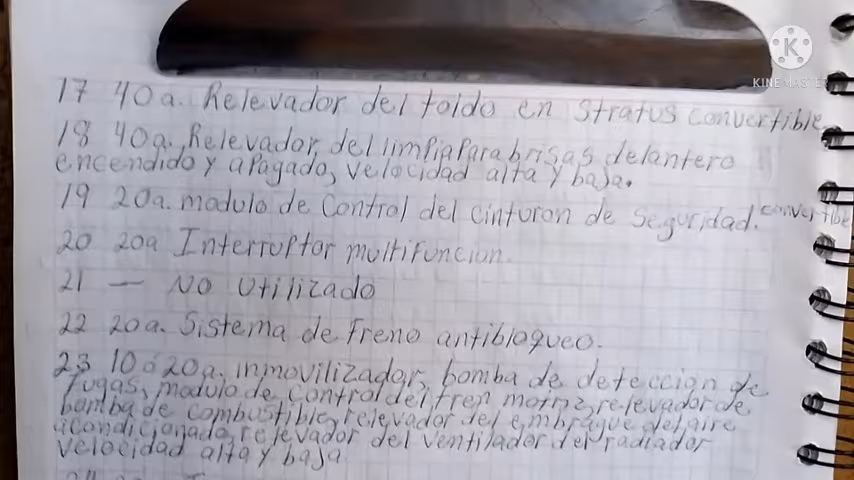 KINEMASTER
17 40a. Relevador del toldo en Stratus convertible
18 40a. Relevador del limpiaparabrisas delantero
encendido y apagado, velocidad alta y baja.
19 20a. modulo de Control del cinturon de Seguridad. convertible
20 20a Interruptor multifuncion.
21 — No Utilizado
22 20a. Sistema de freno antibloqueo.
23 10 ó 20a. inmovilizador, bomba de deteccion de
fugas, modulo de control del tren motriz, relevador de
bomba de combustible, relevador del embrague del aire
acondicionado, relevador del ventilador del radiador
velocidad alta y baja.